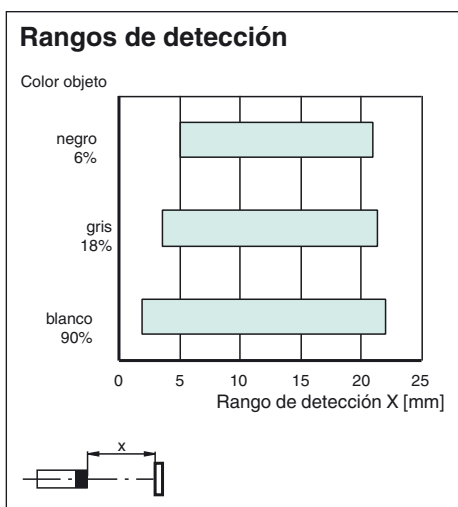 Rangos de detección
Color objeto
negro
6%
gris
18%
blanco
90%
0 5 10 15 20 25
Rango de detección X [mm]
x